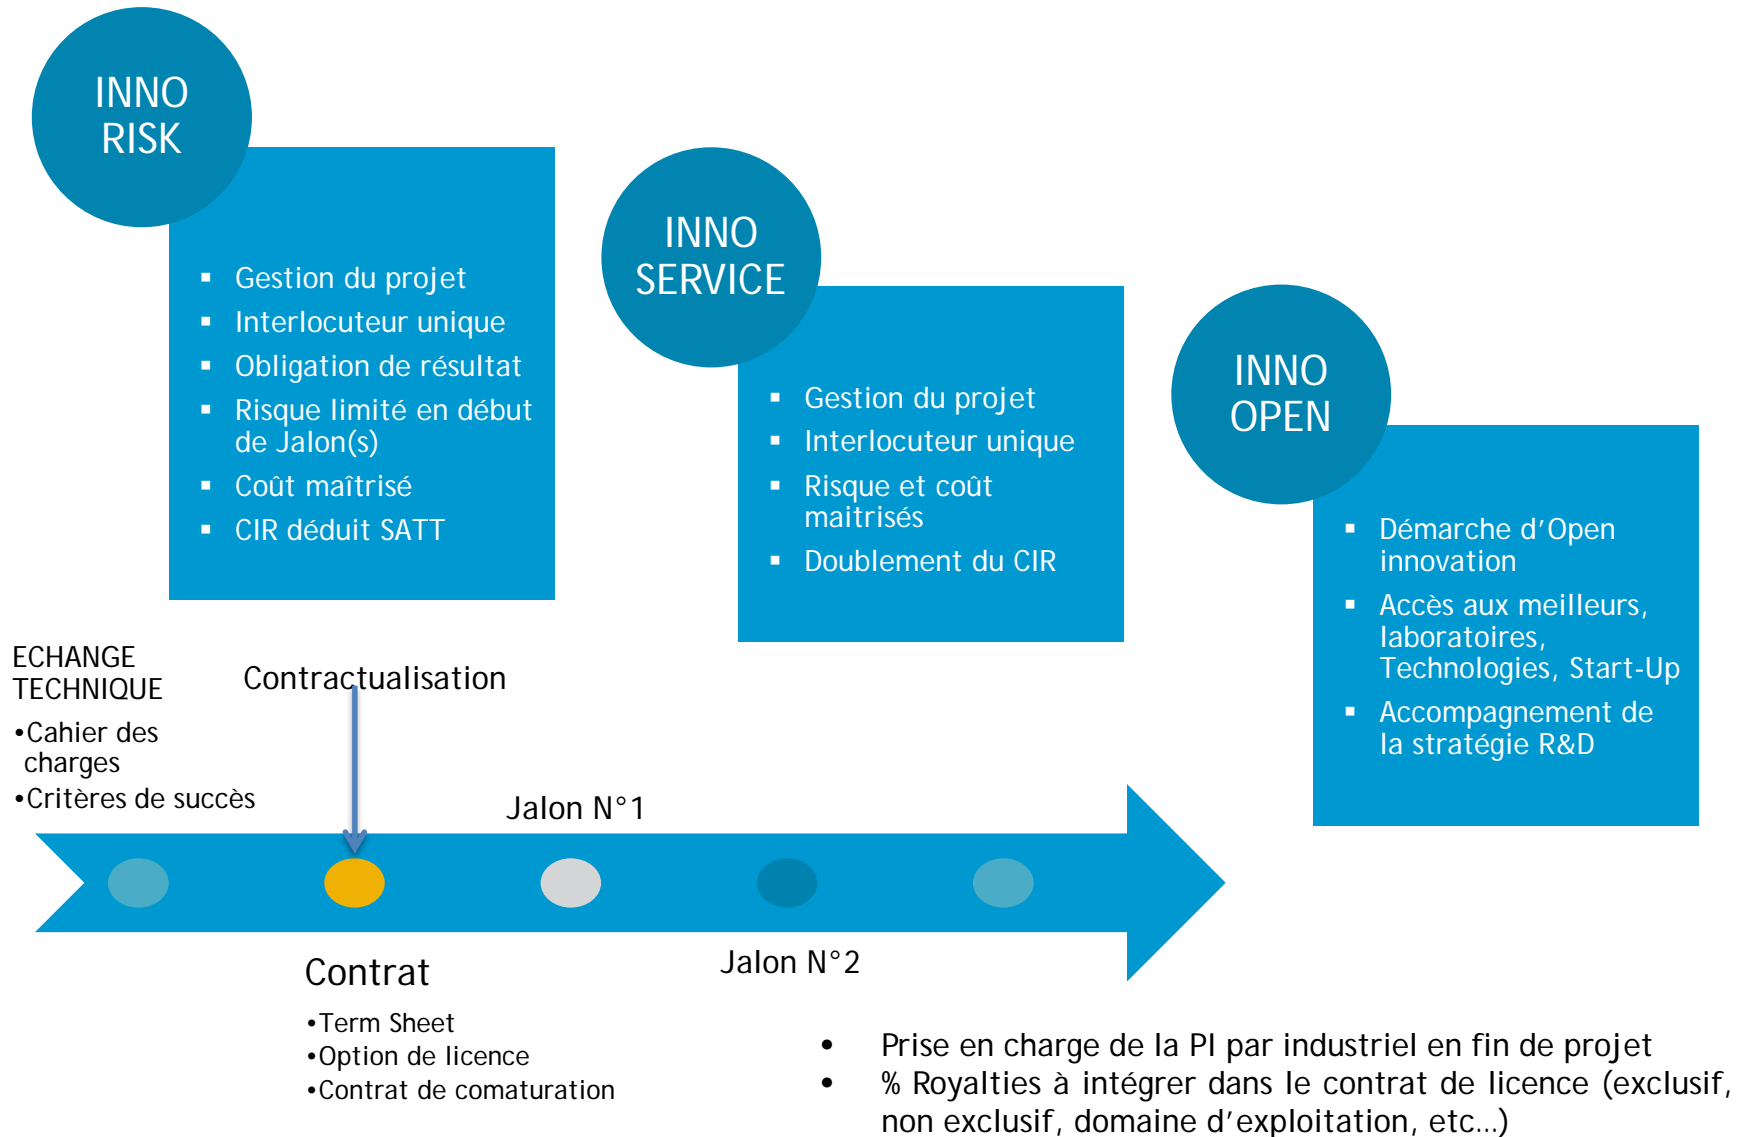 INNO
RISK
▪ Gestion du projet
▪ Interlocuteur unique
▪ Obligation de résultat
▪ Risque limité en début
de Jalon(s)
▪ Coût maîtrisé
▪ CIR déduit SATT
INNO
SERVICE
▪ Gestion du projet
▪ Interlocuteur unique
▪ Risque et coût
maitrisés
▪ Doublement du CIR
INNO
OPEN
▪ Démarche d’Open
innovation
▪ Accès aux meilleurs,
laboratoires,
Technologies, Start-Up
▪ Accompagnement de
la stratégie R&D
ECHANGE
TECHNIQUE
•Cahier des
charges
•Critères de succès
Contractualisation
Jalon N°1
Contrat
•Term Sheet
•Option de licence
•Contrat de comaturation
Jalon N°2
• Prise en charge de la PI par industriel en fin de projet
• % Royalties à intégrer dans le contrat de licence (exclusif,
non exclusif, domaine d’exploitation, etc…)